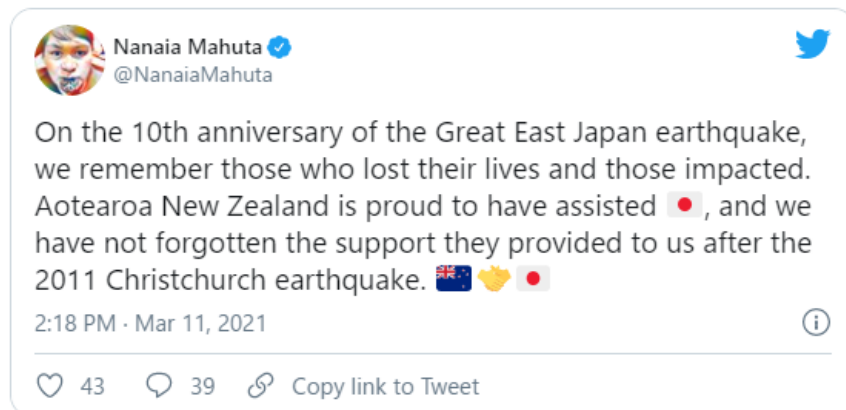 Nanaia Mahuta
@NanaiaMahuta
On the 10th anniversary of the Great East Japan earthquake,
we remember those who lost their lives and those impacted.
Aotearoa New Zealand is proud to have assisted 🇯🇵, and we
have not forgotten the support they provided to us after the
2011 Christchurch earthquake. 🇳🇿🤝🇯🇵
2:18 PM · Mar 11, 2021
43 39 Copy link to Tweet